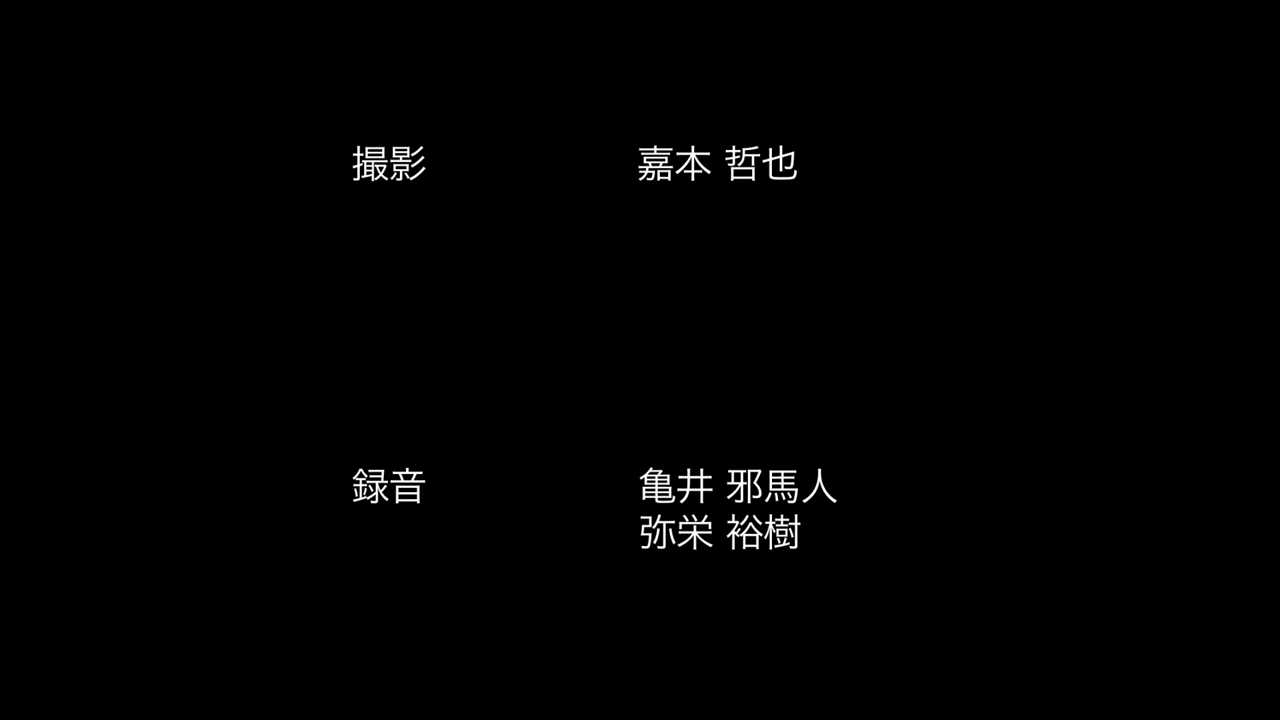 撮影 嘉本 哲也
録音 亀井 邪馬人
弥栄 裕樹